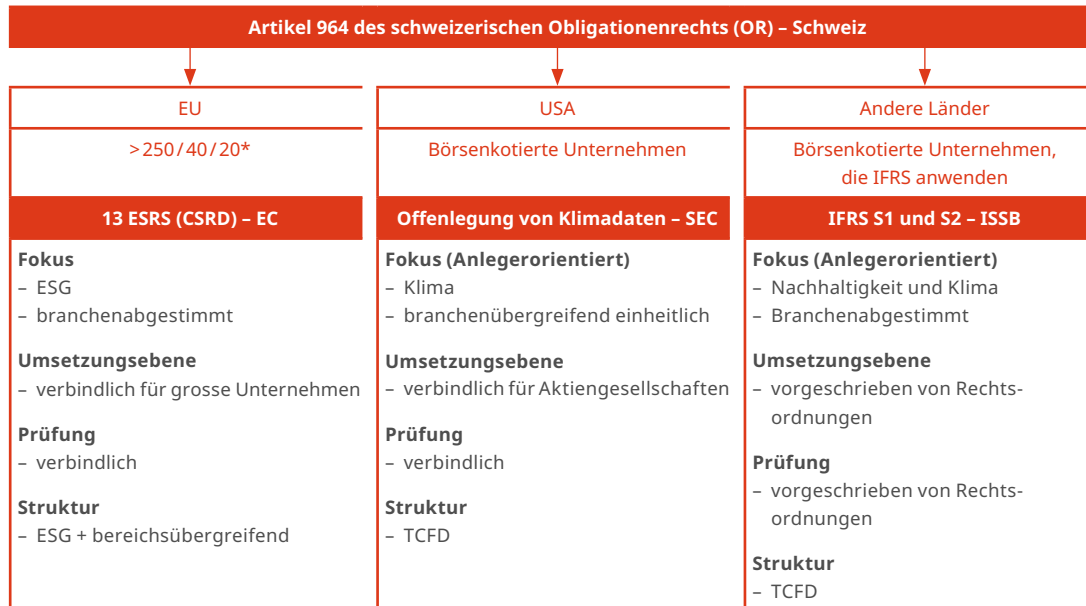 Artikel 964 des schweizerischen Obligationenrechts (OR) – Schweiz
EU
>250/40/20*
13 ESRS (CSRD) – EC
Fokus
– ESG
– branchenabgestimmt
Umsetzungsebene
– verbindlich für grosse Unternehmen
Prüfung
– verbindlich
Struktur
– ESG + bereichsübergreifend
USA
Börsenkotierte Unternehmen
Offenlegung von Klimadaten – SEC
Fokus (Anlegerorientiert)
– Klima
– branchenübergreifend einheitlich
Umsetzungsebene
– verbindlich für Aktiengesellschaften
Prüfung
– verbindlich
Struktur
– TCFD
Andere Länder
Börsenkotierte Unternehmen,
die IFRS anwenden
IFRS S1 und S2 – ISSB
Fokus (Anlegerorientiert)
– Nachhaltigkeit und Klima
– Branchenabgestimmt
Umsetzungsebene
– vorgeschrieben von Rechts-
ordnungen
Prüfung
– vorgeschrieben von Rechts-
ordnungen
Struktur
– TCFD